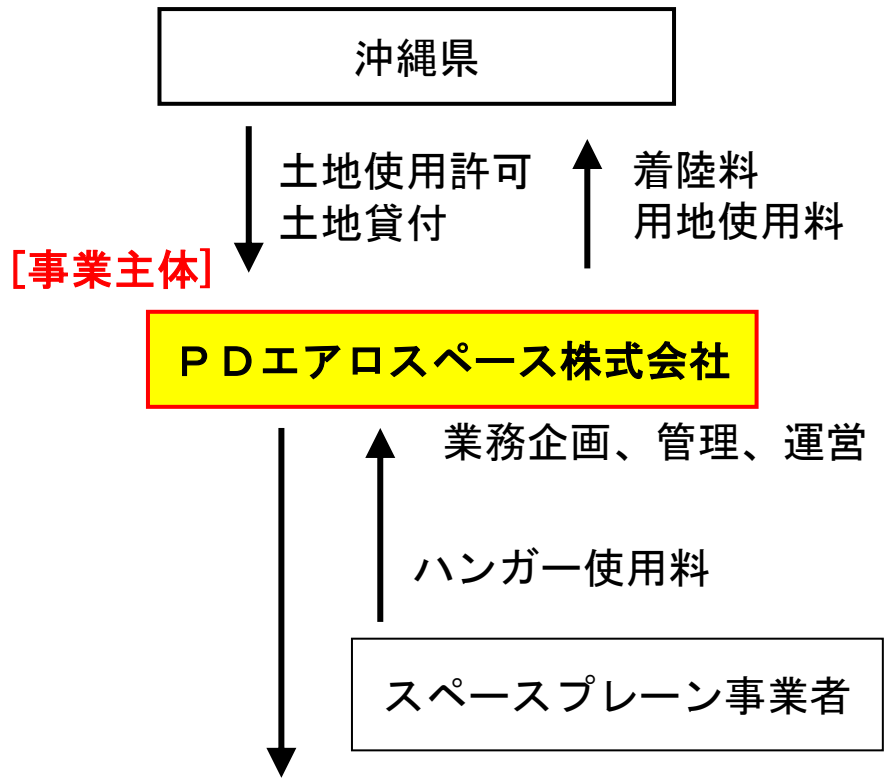 沖縄県
土地使用許可
土地貸付
着陸料
用地使用料
[事業主体]
ＰＤエアロスペース株式会社
業務企画、管理、運営
ハンガー使用料
スペースプレーン事業者